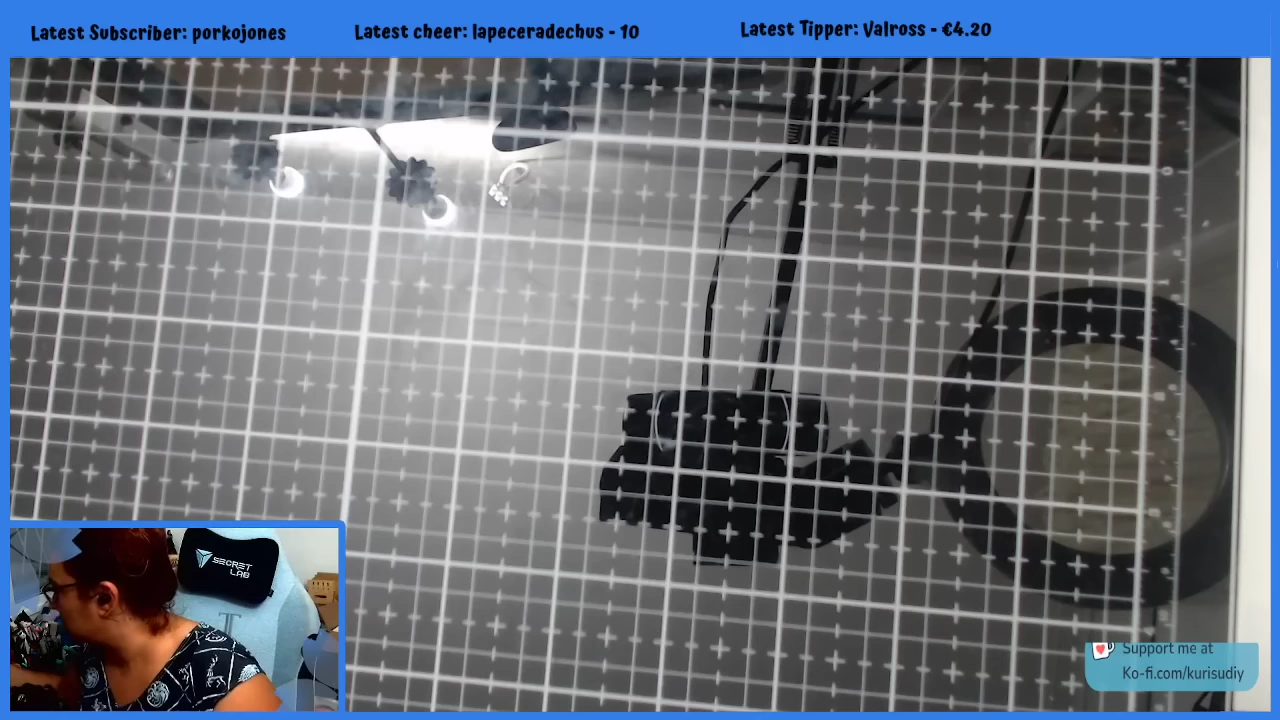 Latest Subscriber: porkojones
Latest cheer: lapeceradechus - 10
Latest Tipper: Valross - €4.20
SECRET
LAB
Support me at
Ko-fi.com/kurisudiy